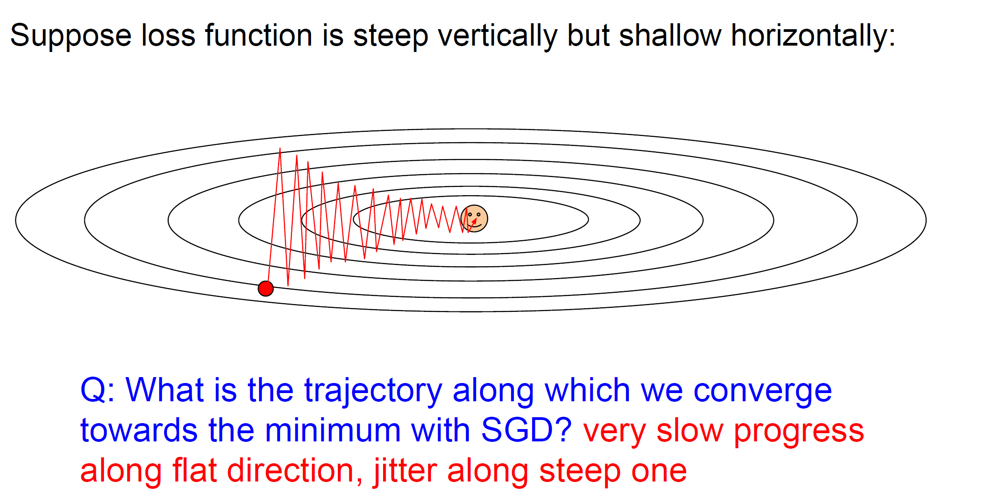 Suppose loss function is steep vertically but shallow horizontally:
Q: What is the trajectory along which we converge
towards the minimum with SGD? very slow progress
along flat direction, jitter along steep one